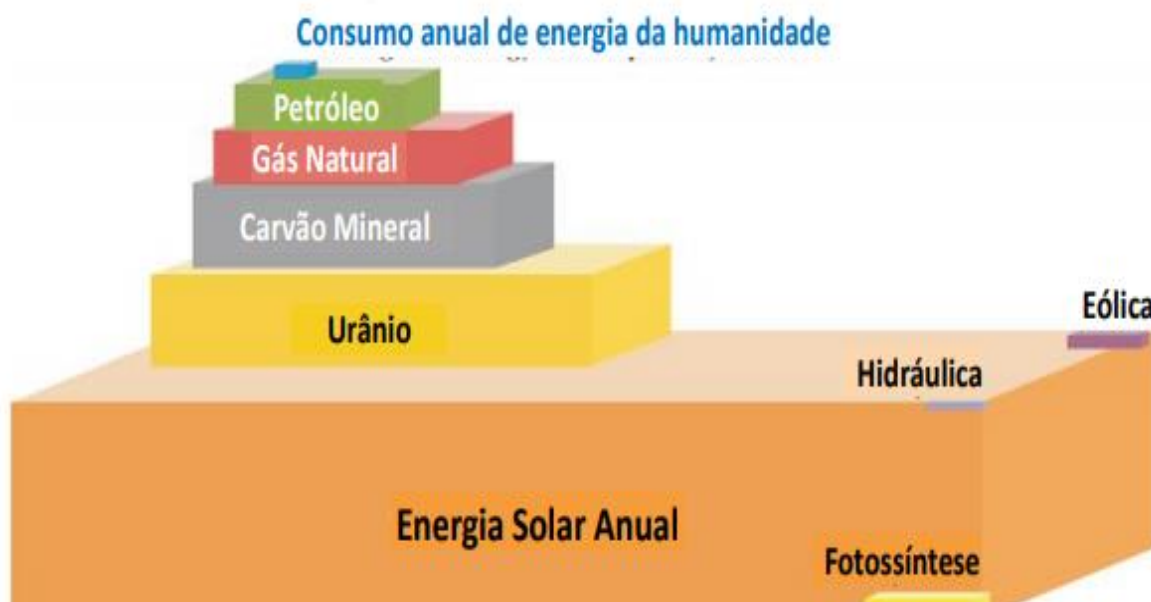 Consumo anual de energia da humanidade
Petróleo
Gás Natural
Carvão Mineral
Urânio
Eólica
Hidráulica
Energia Solar Anual
Fotossíntese